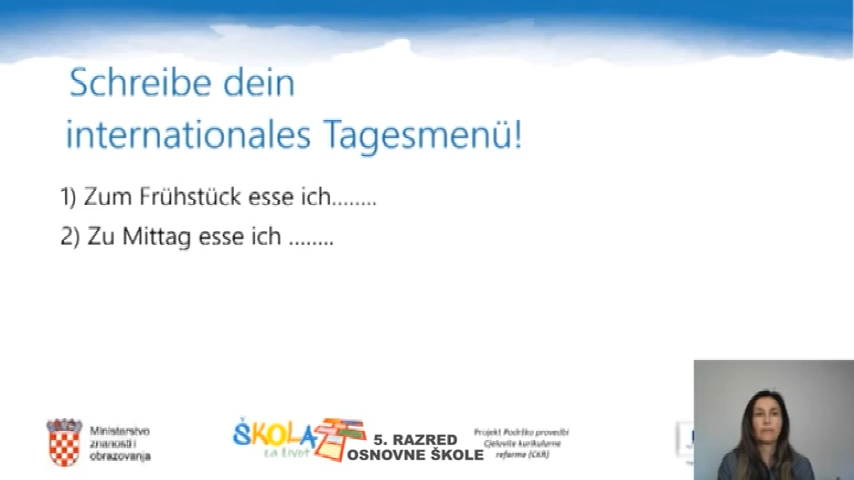 Schreibe dein
internationales Tagesmenü!
1) Zum Frühstück esse ich........
2) Zu Mittag esse ich ........
Ministarstvo
znanosti i
obrazovanja
ŠKOLA
za život
5. RAZRED
OSNOVNE ŠKOLE
Projekt Podrška provedbi
Cjelovite kurikularne
reforme (CKR)